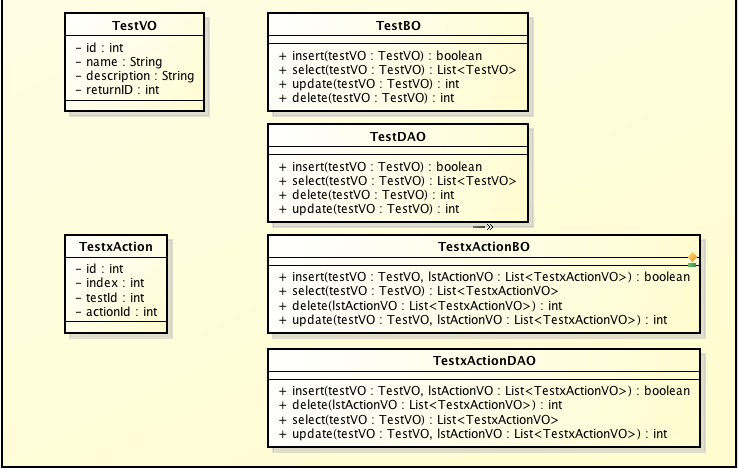 TestVO
- id : int
- name : String
- description : String
- returnID : int
TestBO
+ insert(testVO : TestVO) : boolean
+ select(testVO : TestVO) : List<TestVO>
+ update(testVO : TestVO) : int
+ delete(testVO : TestVO) : int
TestDAO
+ insert(testVO : TestVO) : boolean
+ select(testVO : TestVO) : List<TestVO>
+ delete(testVO : TestVO) : int
+ update(testVO : TestVO) : int
TestxAction
- id : int
- index : int
- testId : int
- actionId : int
TestxActionBO
+ insert(testVO : TestVO, lstActionVO : List<TestxActionVO>) : boolean
+ select(testVO : TestVO) : List<TestxActionVO>
+ delete(lstActionVO : List<TestxActionVO>) : int
+ update(testVO : TestVO, lstActionVO : List<TestxActionVO>) : int
TestxActionDAO
+ insert(testVO : TestVO, lstActionVO : List<TestxActionVO>) : boolean
+ delete(lstActionVO : List<TestxActionVO>) : int
+ select(testVO : TestVO) : List<TestxActionVO>
+ update(testVO : TestVO, lstActionVO : List<TestxActionVO>) : int